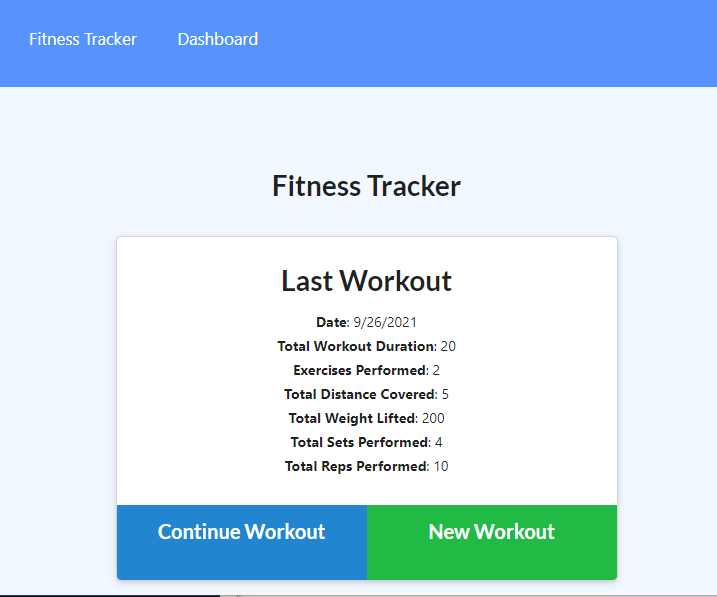 Fitness Tracker Dashboard
Fitness Tracker
Last Workout
Date: 9/26/2021
Total Workout Duration: 20
Exercises Performed: 2
Total Distance Covered: 5
Total Weight Lifted: 200
Total Sets Performed: 4
Total Reps Performed: 10
Continue Workout New Workout